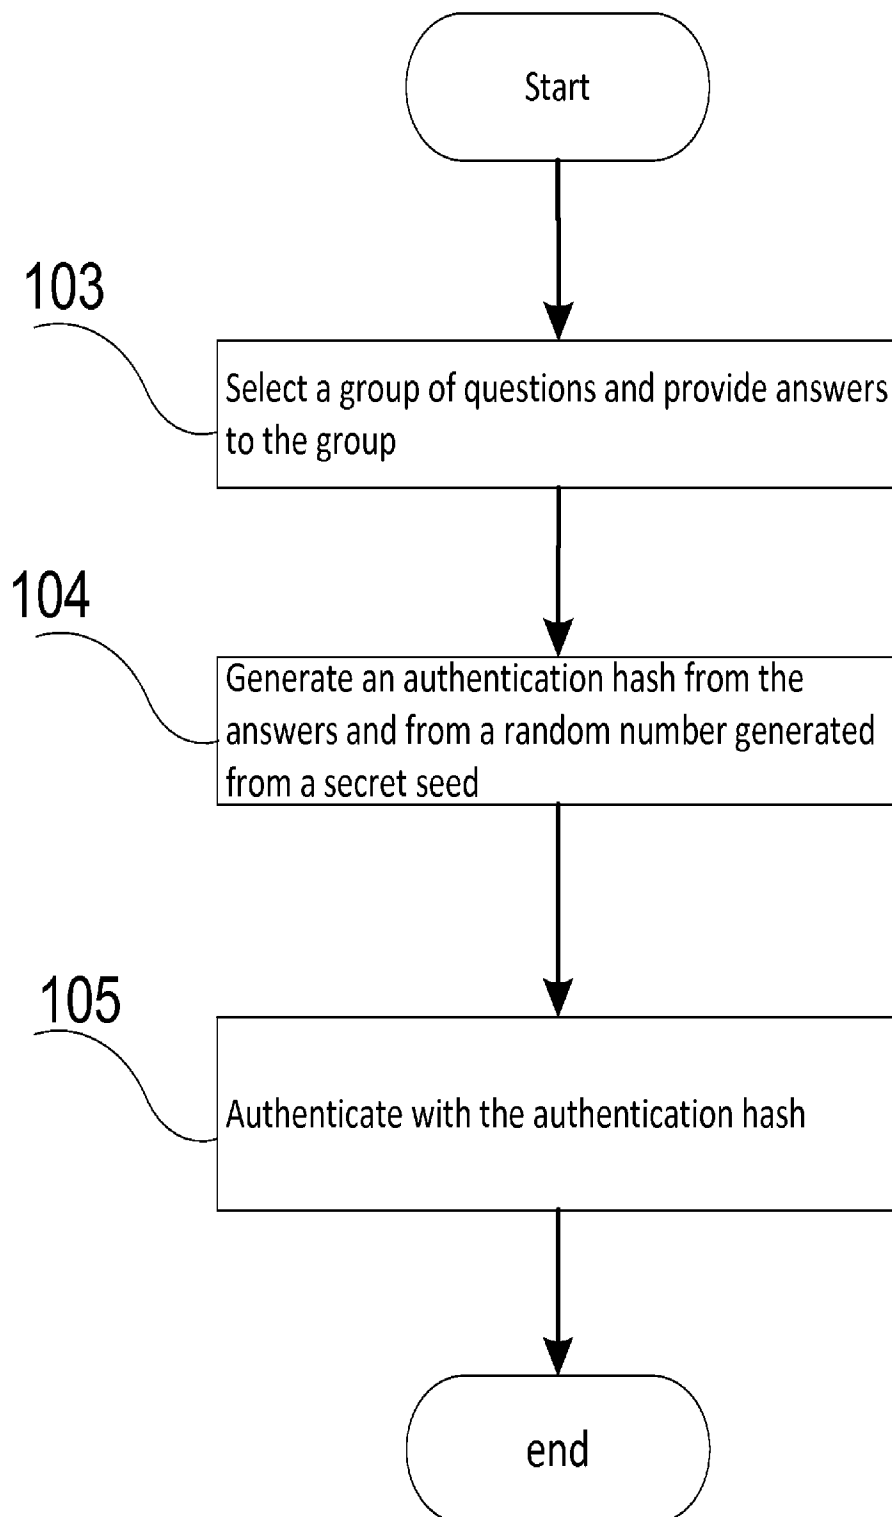 Start
103
Select a group of questions and provide answers
to the group
104
Generate an authentication hash from the
answers and from a random number generated
from a secret seed
105
Authenticate with the authentication hash
end